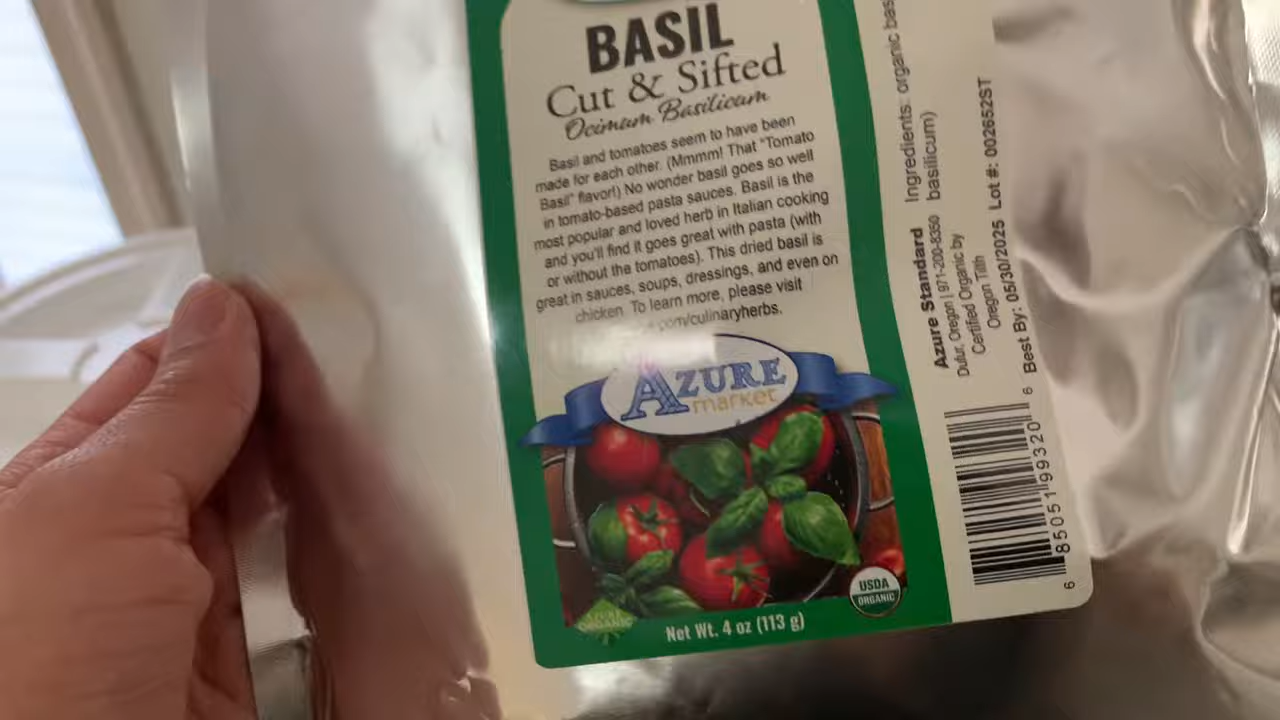 BASIL
Cut & Sifted
Ocimum Basilicum
Basil and tomatoes seem to have been
made for each other. (Mmmm! That "Tomato
Basil" flavor!) No wonder basil goes so well
in tomato-based pasta sauces. Basil is the
most popular and loved herb in Italian cooking
and you'll find it goes great with pasta (with
or without the tomatoes). This dried basil is
great in sauces, soups, dressings, and even on
chicken. To learn more, please visit
.com/culinaryherbs.
AZURE
market
USDA
ORGANIC
100%
ORGANIC
Net Wt. 4 oz (113 g)
Ingredients: organic bas
basilicum)
Azure Standard
Dufur, Oregon | 971-200-8350
Certified Organic by
Oregon Tilth
Best By: 05/30/2025 Lot #: 002652ST
6 85051 99320 6